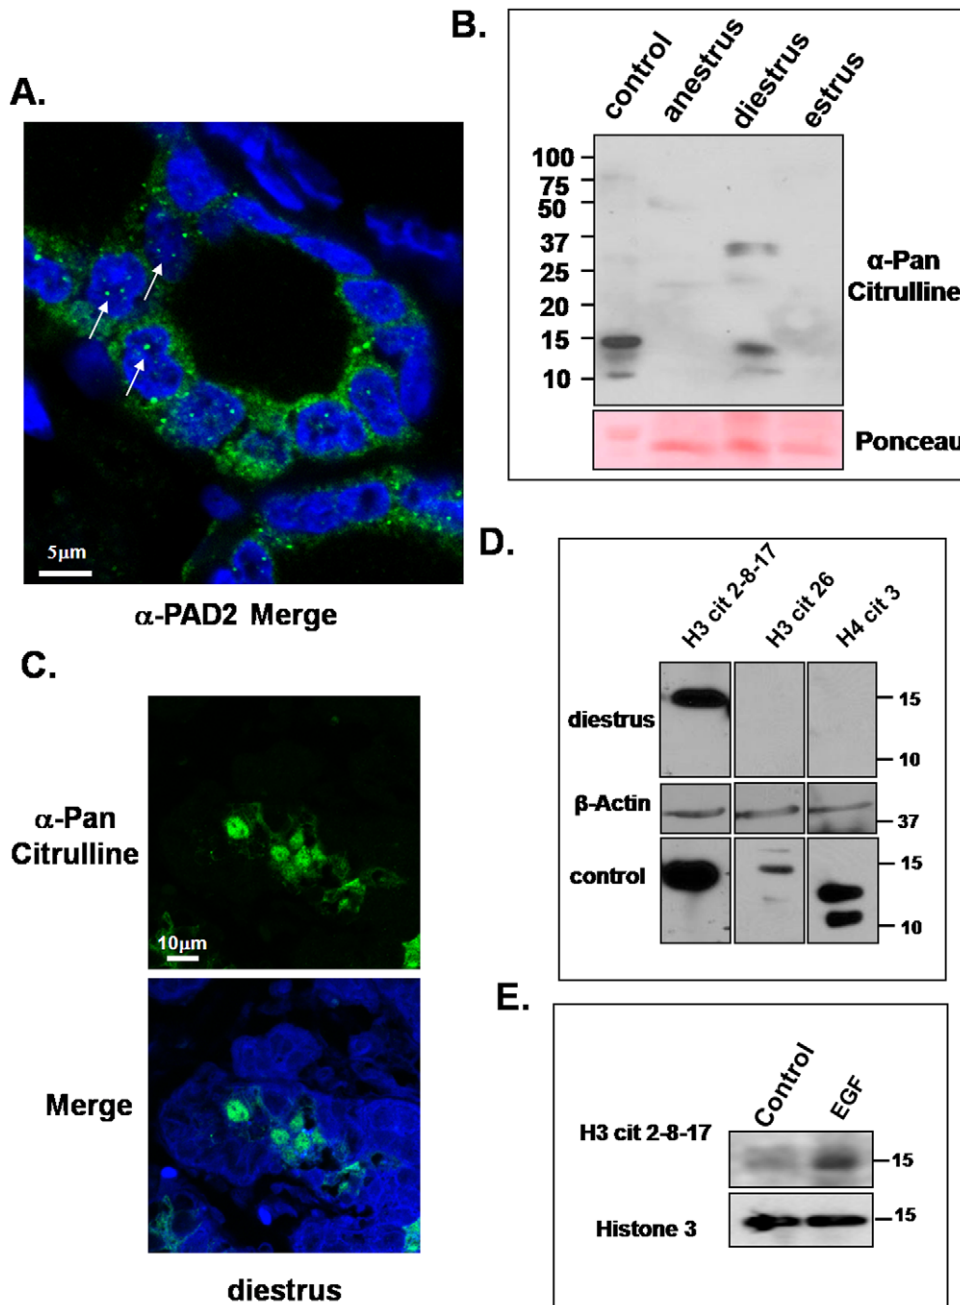 A.
5μm
α-PAD2 Merge
B.
control
anestrus
diestrus
estrus
100
75
50
37
25
20
15
10
α-Pan
Citrulline
Ponceau
C.
α-Pan
Citrulline
10μm
Merge
diestrus
D.
H3 cit 2-8-17
H3 cit 26
H4 cit 3
diestrus
15
10
β-Actin
37
control
15
10
E.
Control
EGF
H3 cit 2-8-17
15
Histone 3
15